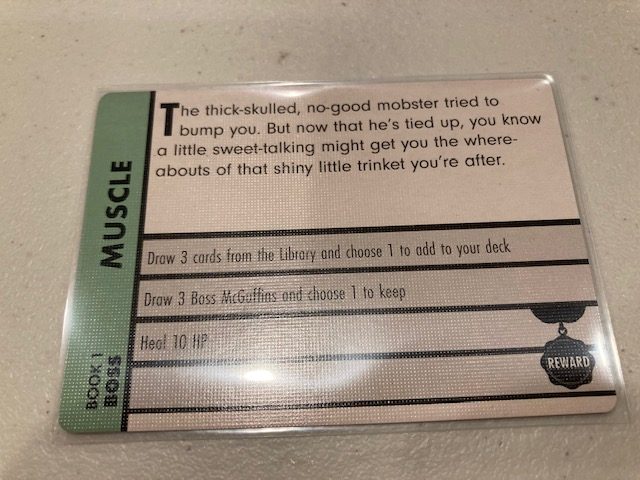 The thick-skulled, no-good mobster tried to
bump you. But now that he's tied up, you know
a little sweet-talking might get you the where-
abouts of that shiny little trinket you're after.
Draw 3 cards from the Library and choose 1 to add to your deck
Draw 3 Boss McGuffins and choose 1 to keep
Heal 10 HP
REWARD
MUSCLE
BOOK 1
BOSS